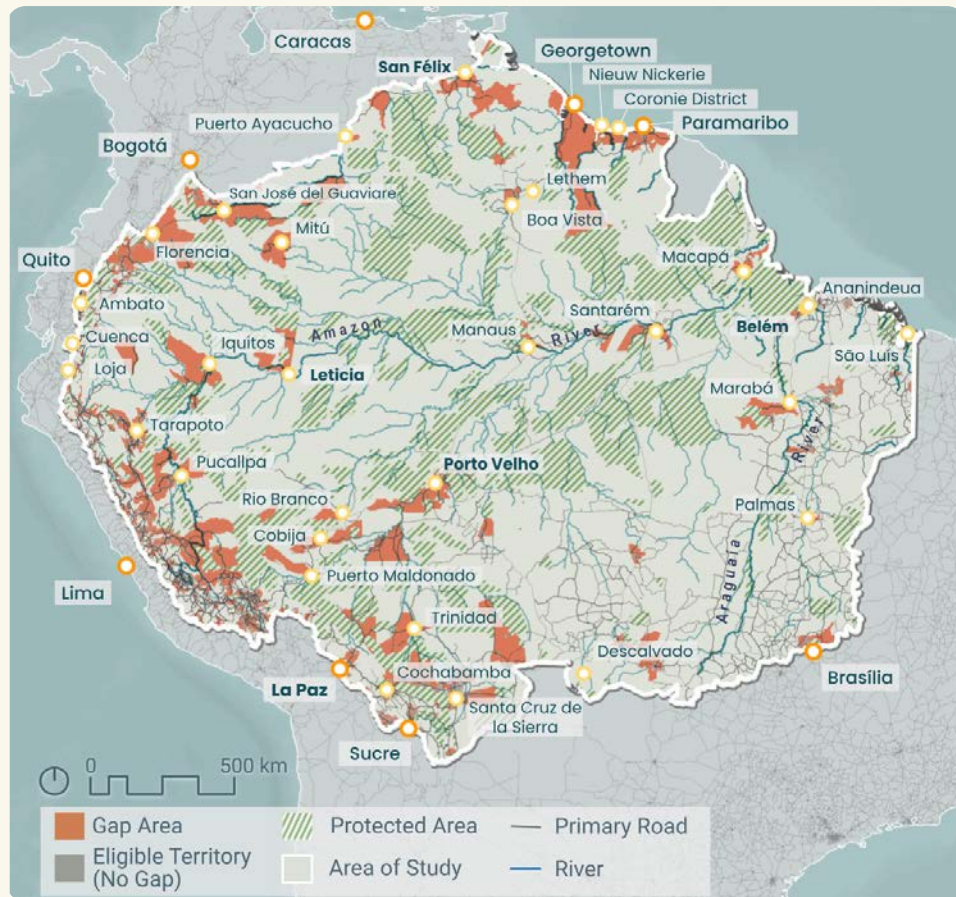 Caracas
Georgetown
San Félix
Nieuw Nickerie
Coronie District
Puerto Ayacucho
Paramaribo
Bogotá
Lethem
San José del Guaviare
Boa Vista
Mitú
Florencia
Macapá
Quito
Ananindeua
Ambato
Santarém
Amazon River
Manaus
Belém
Cuenca
Iquitos
São Luís
Loja
Leticia
Marabá
Tarapoto
Araguaia River
Pucallpa
Porto Velho
Rio Branco
Palmas
Cobija
Lima
Puerto Maldonado
Trinidad
Descalvado
Cochabamba
La Paz
Brasília
Santa Cruz de
la Sierra
Sucre
0 500 km
Gap Area
Protected Area
Primary Road
Eligible Territory
(No Gap)
Area of Study
River